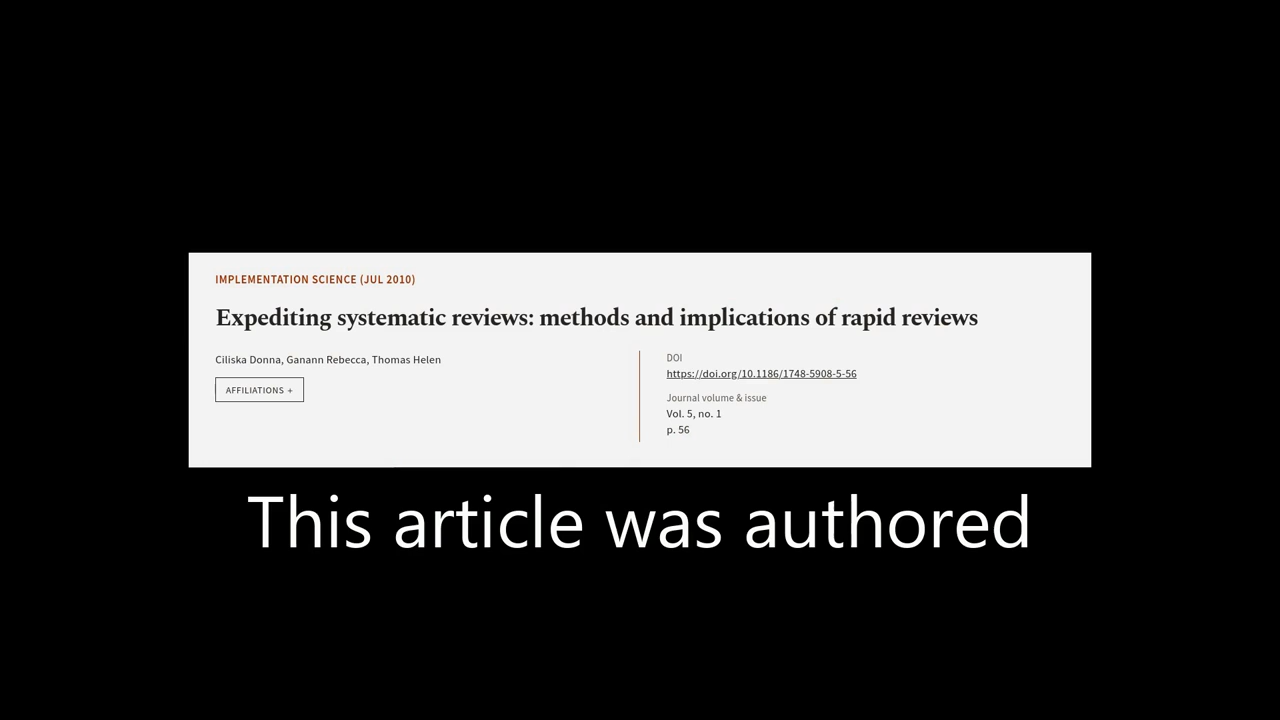 IMPLEMENTATION SCIENCE (JUL 2010)
Expediting systematic reviews: methods and implications of rapid reviews
Ciliska Donna, Ganann Rebecca, Thomas Helen
AFFILIATIONS +
DOI
https://doi.org/10.1186/1748-5908-5-56
Journal volume & issue
Vol. 5, no. 1
p. 56
This article was authored